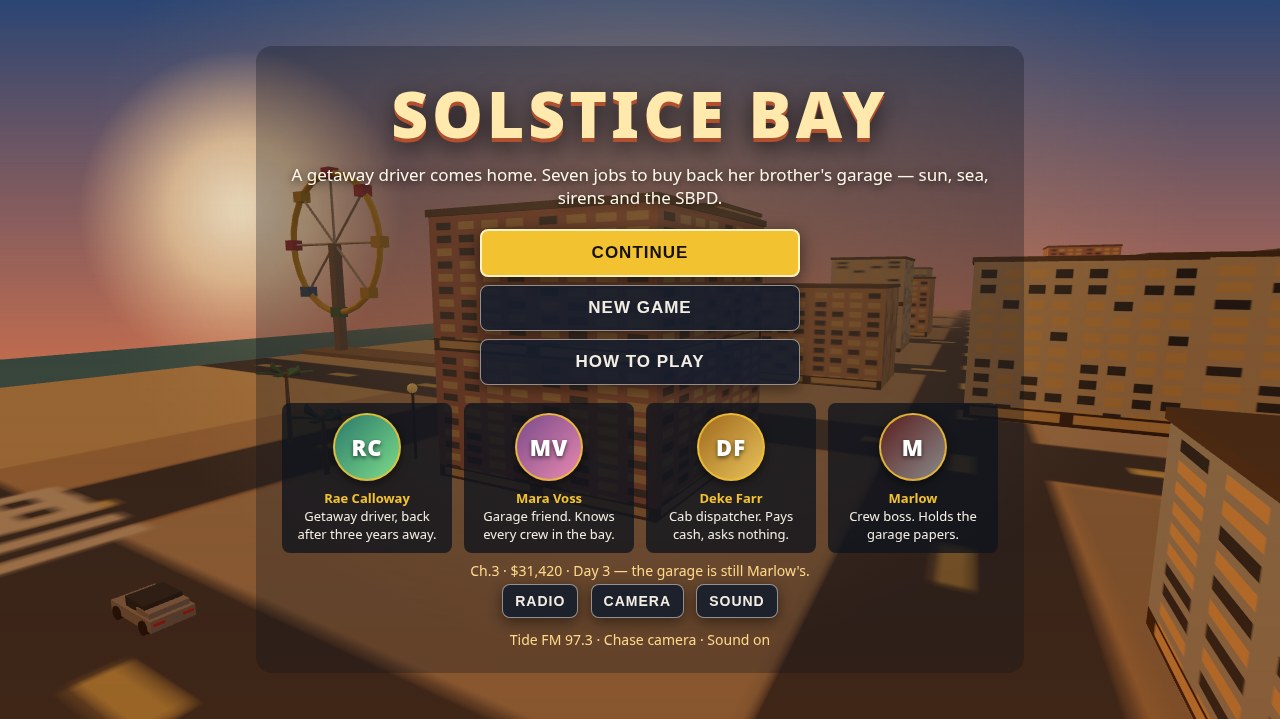 SOLSTICE BAY
A getaway driver comes home. Seven jobs to buy back her brother's garage — sun, sea,
sirens and the SBPD.
CONTINUE
NEW GAME
HOW TO PLAY
RC
Rae Calloway
Getaway driver, back
after three years away.
MV
Mara Voss
Garage friend. Knows
every crew in the bay.
DF
Deke Farr
Cab dispatcher. Pays
cash, asks nothing.
M
Marlow
Crew boss. Holds the
garage papers.
Ch.3 · $31,420 · Day 3 — the garage is still Marlow's.
RADIO
CAMERA
SOUND
Tide FM 97.3 · Chase camera · Sound on